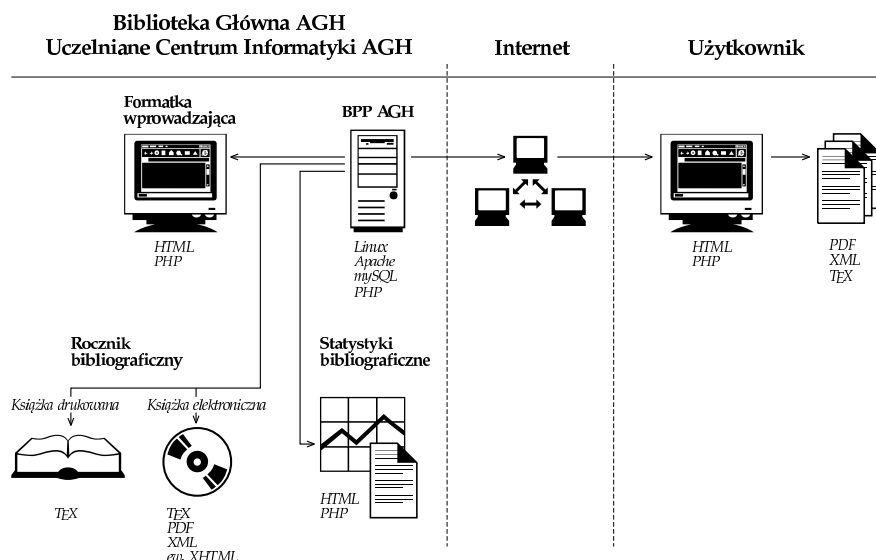 Biblioteka Główna AGH
Uczelniane Centrum Informatyki AGH
Internet
Użytkownik
Formatka
wprowadzająca
BPP AGH
HTML
PHP
Linux
Apache
mySQL
PHP
HTML
PHP
PDF
XML
TEX
Rocznik
bibliograficzny
Statystyki
bibliograficzne
Książka drukowana
Książka elektroniczna
TEX
TEX
PDF
XML
ew. XHTML
HTML
PHP